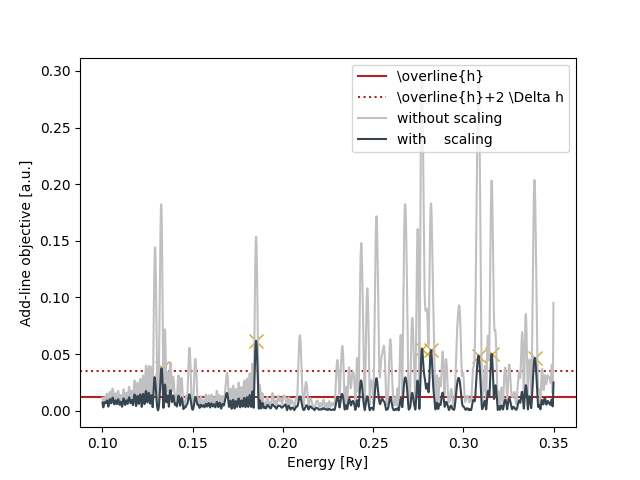 \overline{h}
\overline{h}+2 \Delta h
without scaling
with    scaling
Add-line objective [a.u.]
0.30
0.25
0.20
0.15
0.10
0.05
0.00
0.10 0.15 0.20 0.25 0.30 0.35
Energy [Ry]